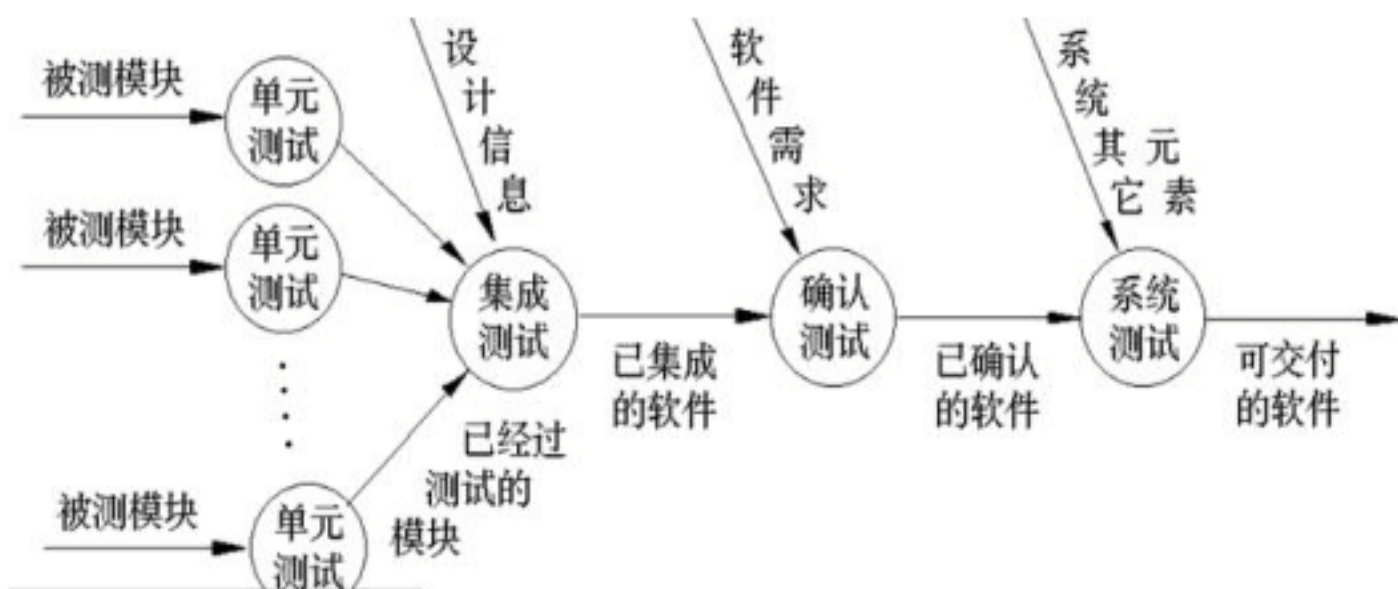 被测模块
单元
测试
被测模块
单元
测试
被测模块
单元
测试
设计信息
集成
测试
已经过
测试的
模块
已集成
的软件
软件需求
确认
测试
已确认
的软件
系统
其元
它素
系统
测试
可交付
的软件